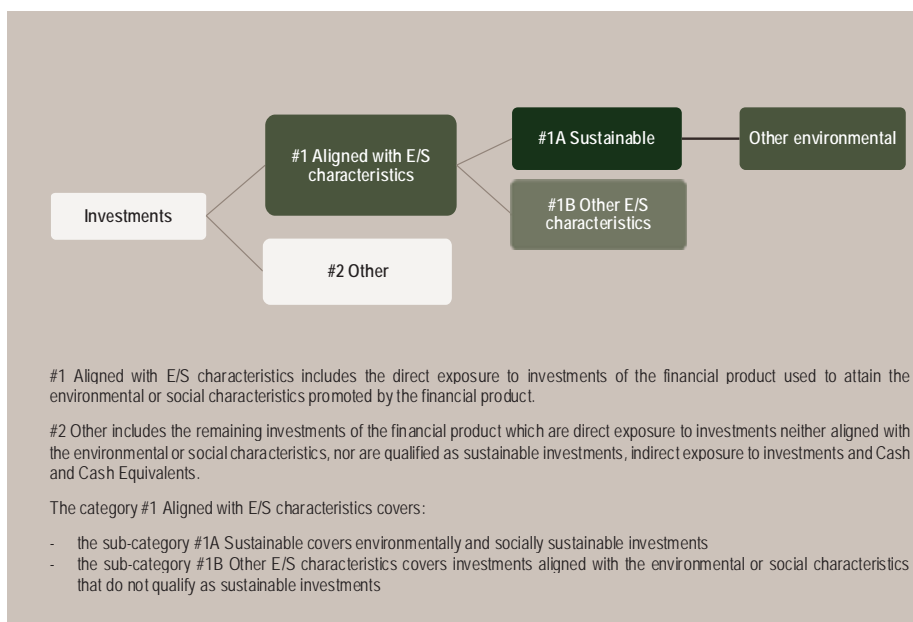 #1 Aligned with E/S
characteristics
#1A Sustainable
Other environmental
#1B Other E/S
characteristics
Investments
#2 Other
#1 Aligned with E/S characteristics includes the direct exposure to investments of the financial product used to attain the
environmental or social characteristics promoted by the financial product.
#2 Other includes the remaining investments of the financial product which are direct exposure to investments neither aligned with
the environmental or social characteristics, nor are qualified as sustainable investments, indirect exposure to investments and Cash
and Cash Equivalents.
The category #1 Aligned with E/S characteristics covers:
- the sub-category #1A Sustainable covers environmentally and socially sustainable investments
- the sub-category #1B Other E/S characteristics covers investments aligned with the environmental or social characteristics
that do not qualify as sustainable investments